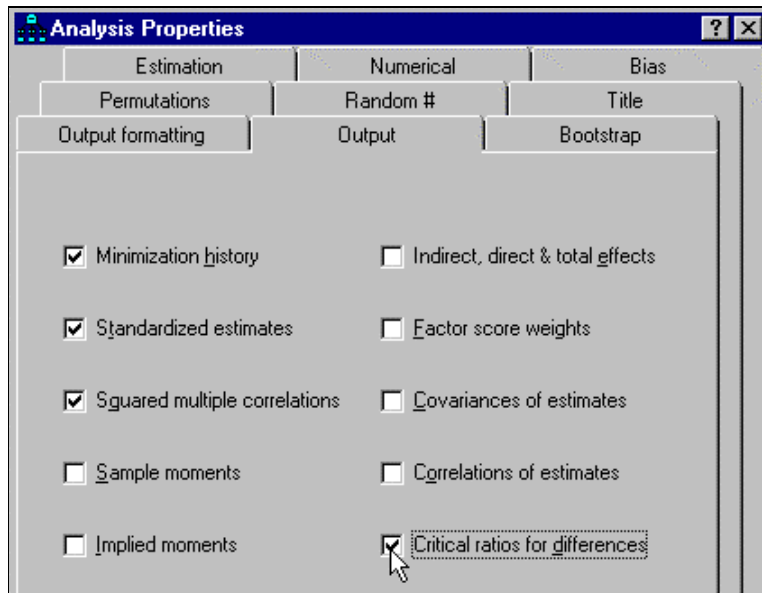 Analysis Properties
Estimation Numerical Bias
Permutations Random # Title
Output formatting Output Bootstrap
Minimization history Indirect, direct & total effects
Standardized estimates Factor score weights
Squared multiple correlations Covariances of estimates
Sample moments Correlations of estimates
Implied moments Critical ratios for differences